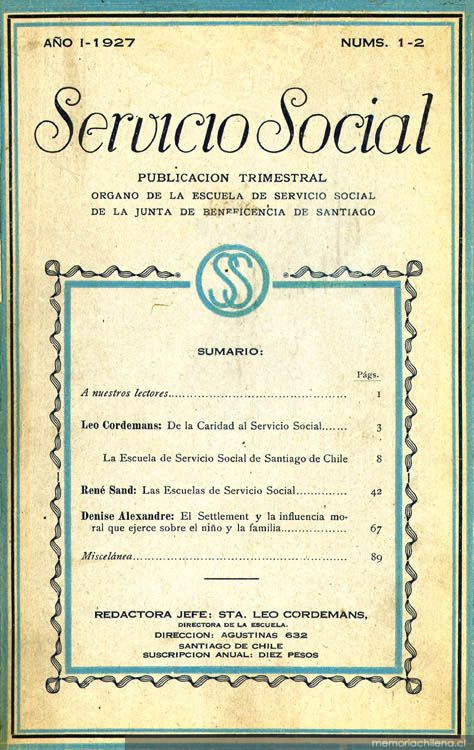 AÑO I-1927 NUMS. 1-2
Servicio Social
PUBLICACION TRIMESTRAL
ORGANO DE LA ESCUELA DE SERVICIO SOCIAL
DE LA JUNTA DE BENEFICENCIA DE SANTIAGO
SS
SUMARIO:
Págs.
A nuestros lectores............................................. 1
Leo Cordemans: De la Caridad al Servicio Social....... 3
La Escuela de Servicio Social de Santiago de Chile 8
René Sand: Las Escuelas de Servicio Social............. 42
Denise Alexandre: El Settlement y la influencia mo-
ral que ejerce sobre el niño y la familia................. 67
Miscelánea...................................................... 89
REDACTORA JEFE: STA. LEO CORDEMANS,
DIRECTORA DE LA ESCUELA.
DIRECCION: AGUSTINAS 632
SANTIAGO DE CHILE
SUSCRIPCION ANUAL: DIEZ PESOS
memoriachilena.cl